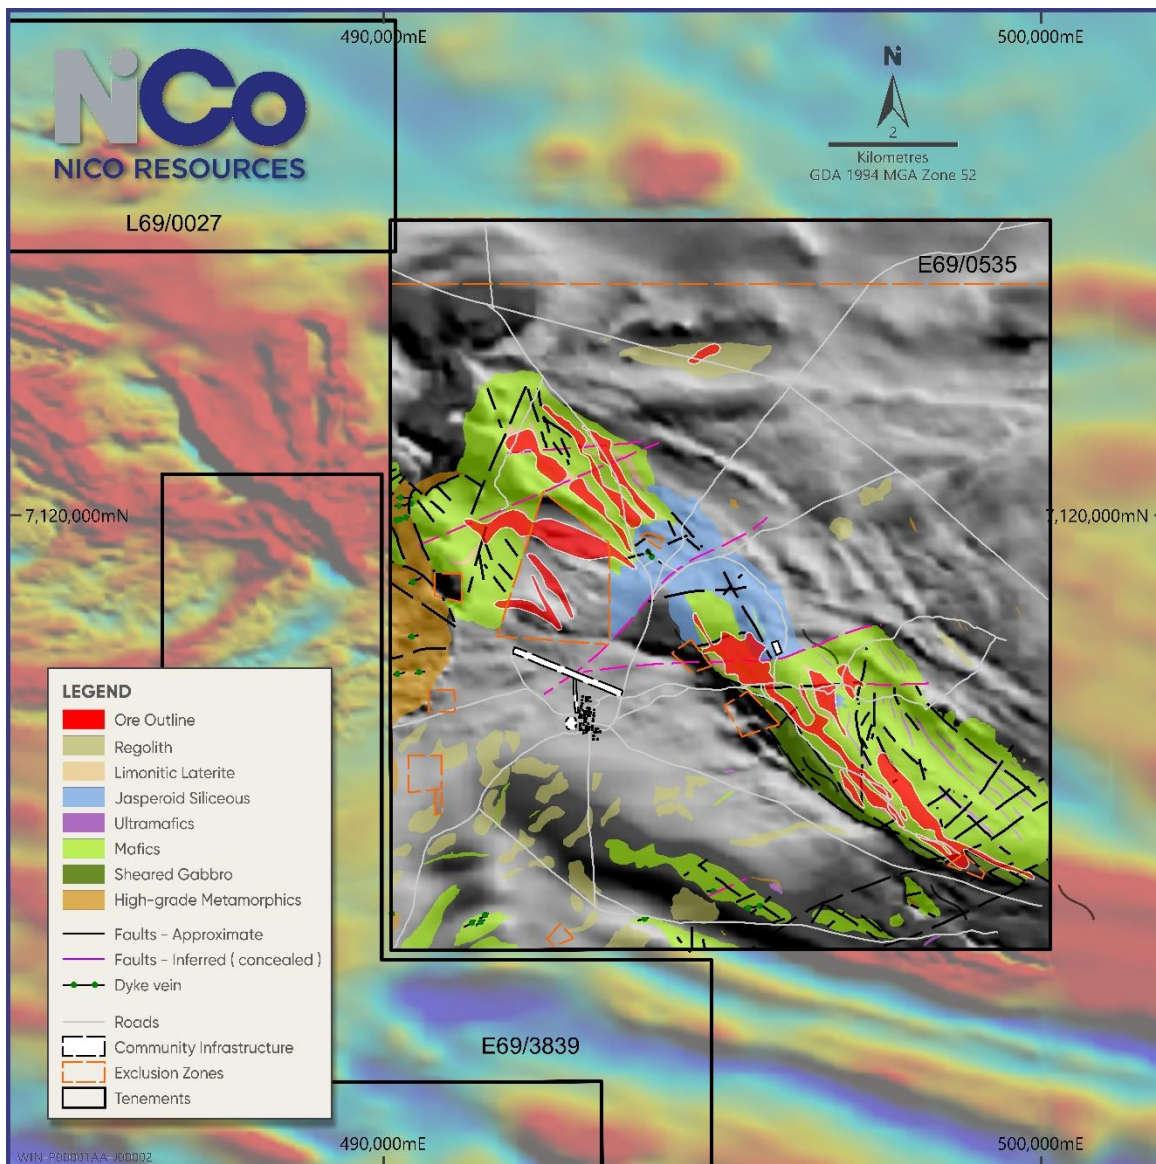 490,000mE
500,000mE
NiCo
NICO RESOURCES
L69/0027
N
2
Kilometres
GDA 1994 MGA Zone 52
E69/0535
7,120,000mN
7,120,000mN
LEGEND
Ore Outline
Regolith
Limonitic Laterite
Jasperoid Siliceous
Ultramafics
Mafics
Sheared Gabbro
High-grade Metamorphics
Faults - Approximate
Faults - Inferred ( concealed )
Dyke vein
Roads
Community Infrastructure
Exclusion Zones
Tenements
E69/3839
490,000mE
500,000mE